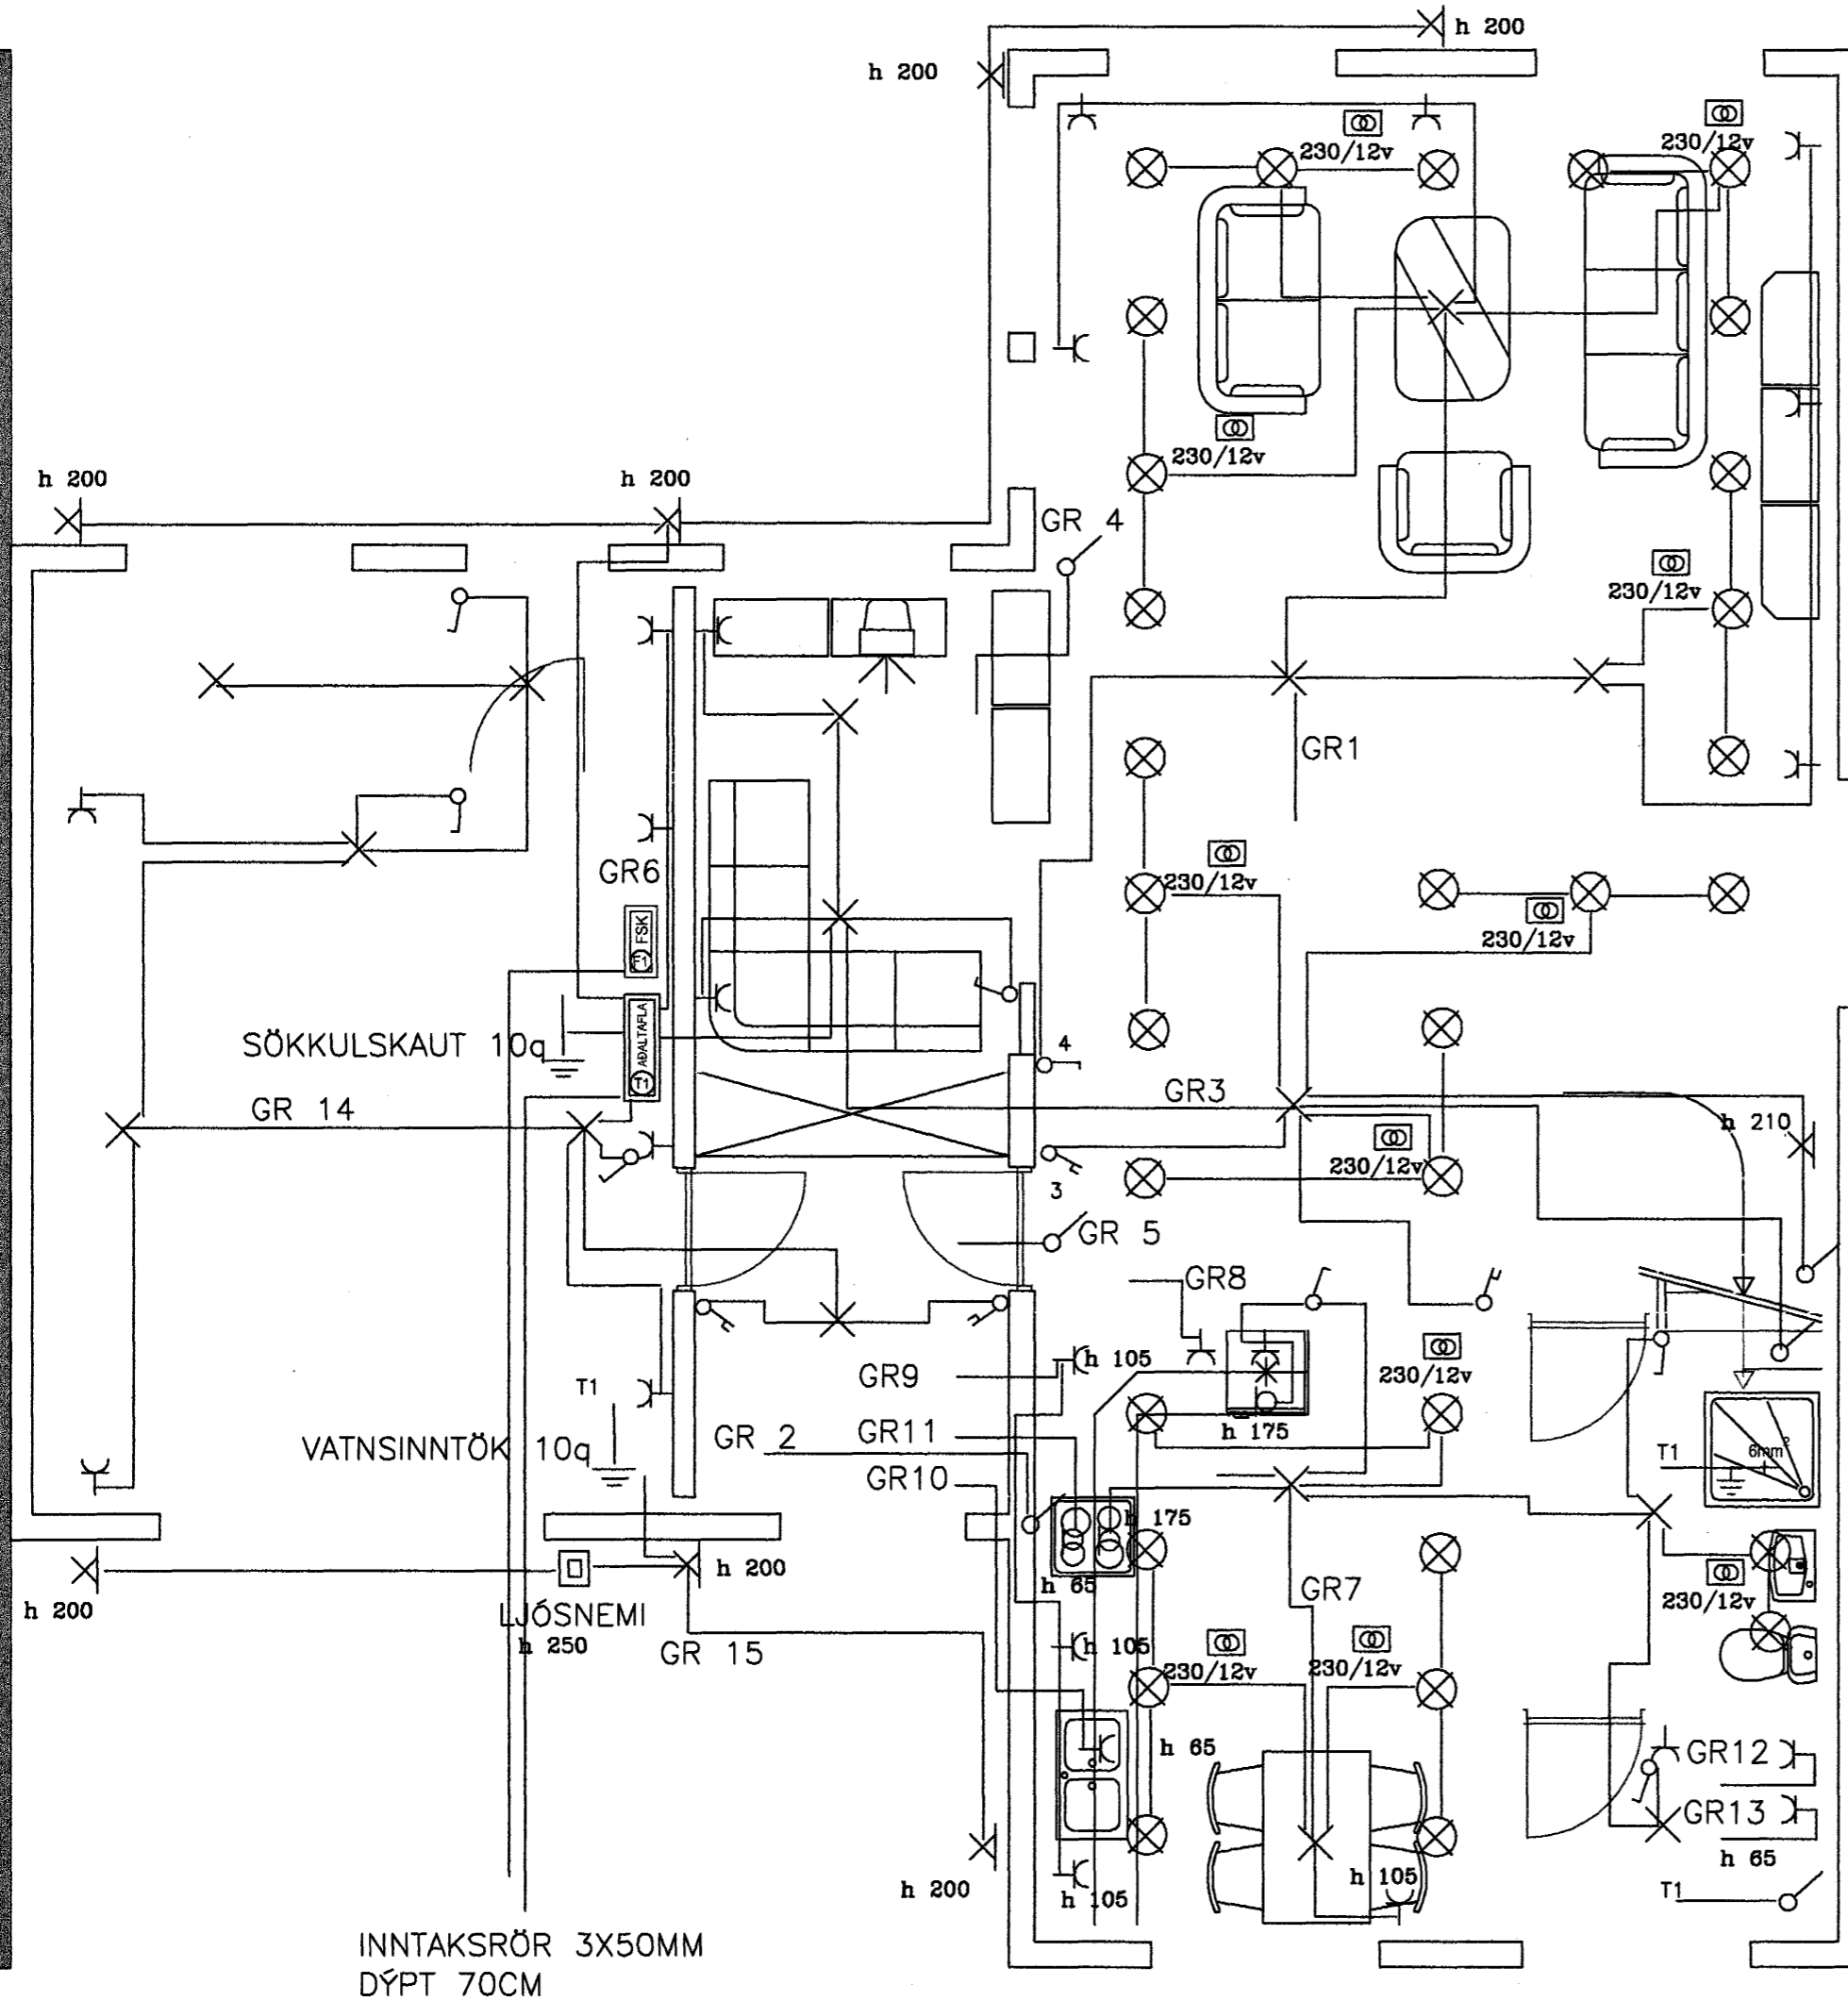 h 200
h 200
230/12v
230/12v
230/12v
h 200
h 200
GR 4
230/12v
GR1
GR6
230/12v
230/12v
FSK
T1
AÐALTAFLA
T1
SÖKKULSKAUT 10q
4
GR 14
GR3
h 210
230/12v
3
GR 5
GR8
h 105
GR9
230/12v
T1
h 175
GR 2
GR11
VATNSINNTÖK 10q
GR10
T1
6mm²
h 175
h 200
h 65
230/12v
h 200
LJÓSNEMI
h 250
GR 15
GR7
h 105
230/12v
230/12v
h 65
GR12
GR13
h 65
h 200
h 105
h 105
T1
INNTAKSRÖR 3X50MM
DÝPT 70CM